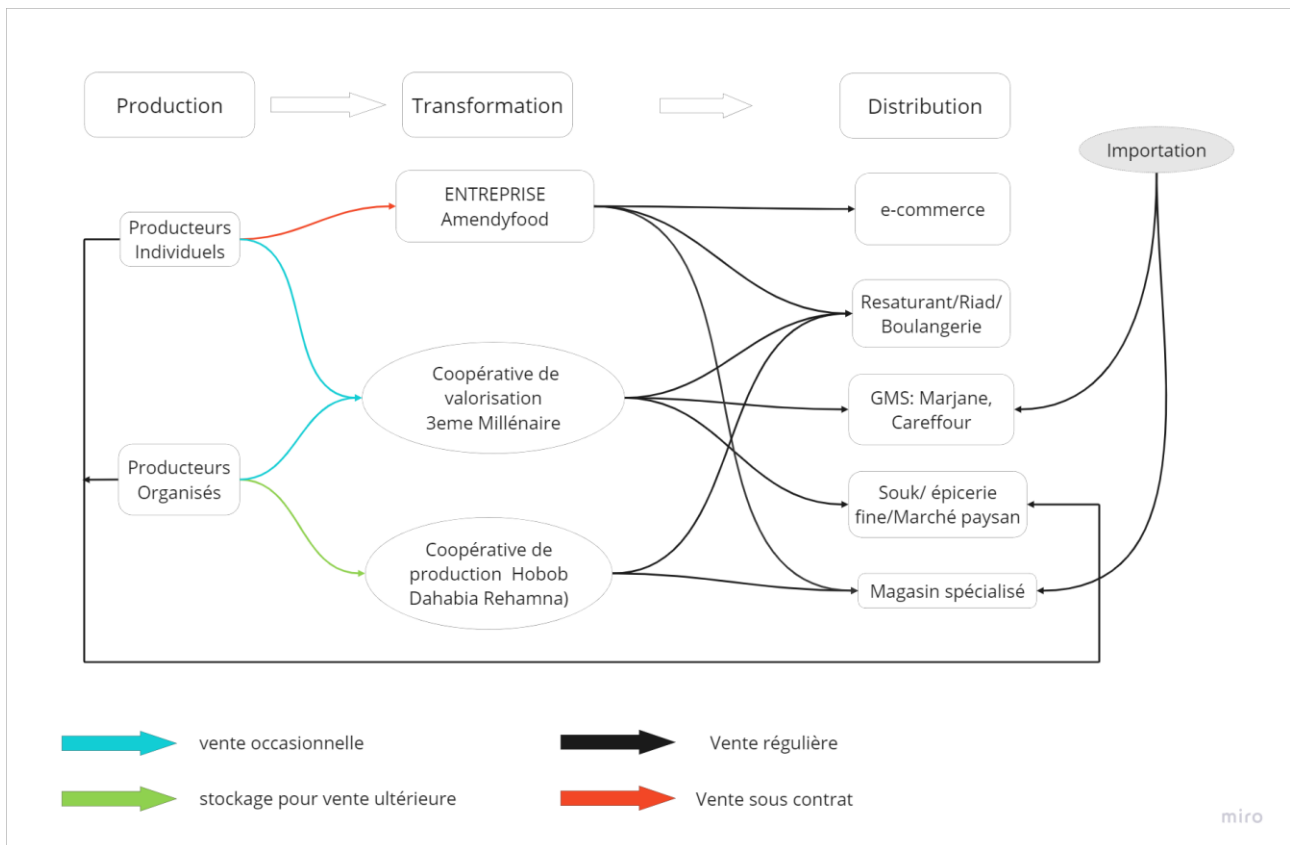 Production
Transformation
Distribution
Importation
ENTREPRISE
Amendyfood
e-commerce
Producteurs
Individuels
Resaturant/Riad/
Boulangerie
Coopérative de
valorisation
3eme Millénaire
GMS: Marjane,
Careffour
Producteurs
Organisés
Souk/ épicerie
fine/Marché paysan
Coopérative de
production Hobob
Dahabia Rehamna)
Magasin spécialisé
vente occasionnelle
Vente régulière
stockage pour vente ultérieure
Vente sous contrat
miro